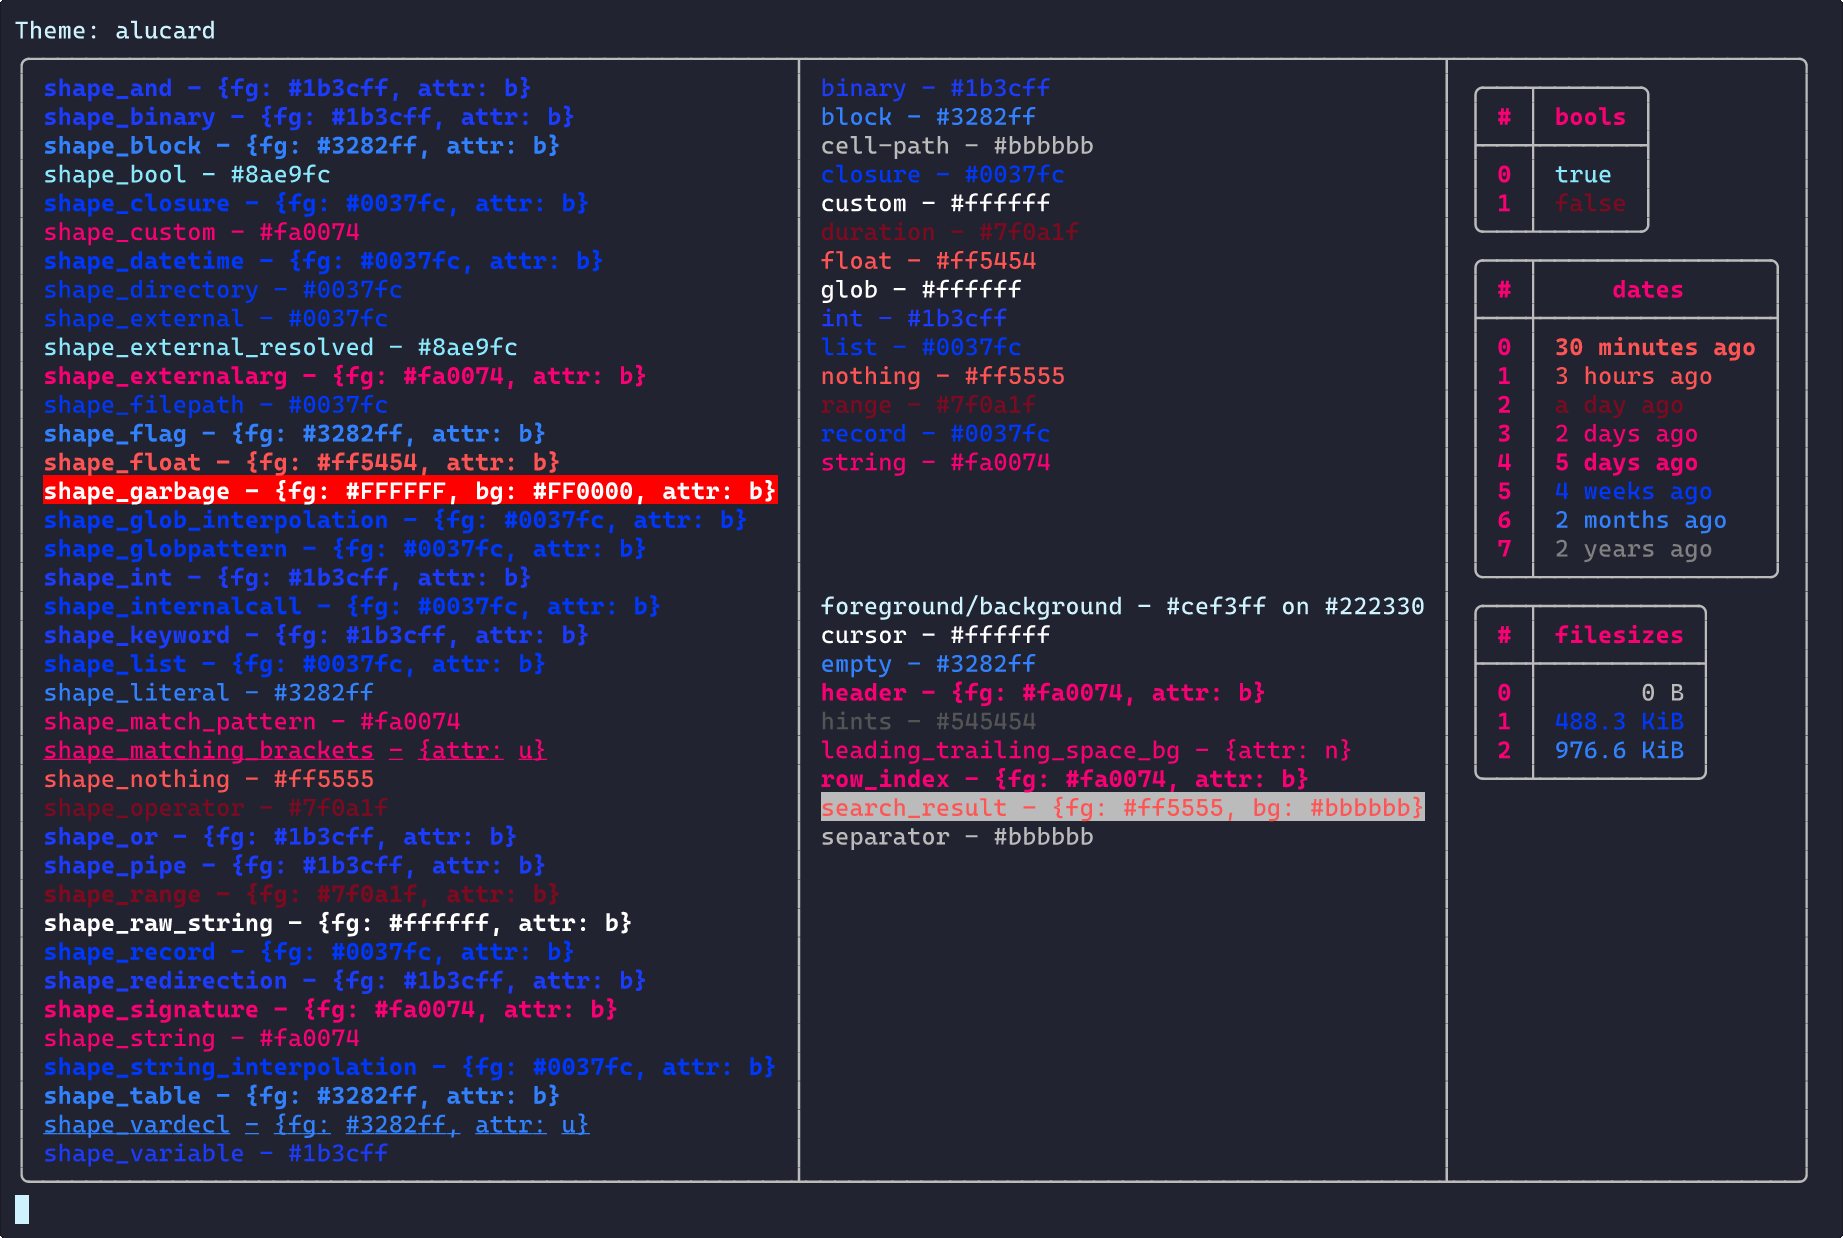 Theme: alucard
shape_and - {fg: #1b3cff, attr: b}
shape_binary - {fg: #1b3cff, attr: b}
shape_block - {fg: #3282ff, attr: b}
shape_bool - #8ae9fc
shape_closure - {fg: #0037fc, attr: b}
shape_custom - #fa0074
shape_datetime - {fg: #0037fc, attr: b}
shape_directory - #0037fc
shape_external - #0037fc
shape_external_resolved - #8ae9fc
shape_externalarg - {fg: #fa0074, attr: b}
shape_filepath - #0037fc
shape_flag - {fg: #3282ff, attr: b}
shape_float - {fg: #ff5454, attr: b}
shape_garbage - {fg: #FFFFFF, bg: #FF0000, attr: b}
shape_glob_interpolation - {fg: #0037fc, attr: b}
shape_globpattern - {fg: #0037fc, attr: b}
shape_int - {fg: #1b3cff, attr: b}
shape_internalcall - {fg: #0037fc, attr: b}
shape_keyword - {fg: #1b3cff, attr: b}
shape_list - {fg: #0037fc, attr: b}
shape_literal - #3282ff
shape_match_pattern - #fa0074
shape_matching_brackets - {attr: u}
shape_nothing - #ff5555
shape_operator - #7f0a1f
shape_or - {fg: #1b3cff, attr: b}
shape_pipe - {fg: #1b3cff, attr: b}
shape_range - {fg: #7f0a1f, attr: b}
shape_raw_string - {fg: #ffffff, attr: b}
shape_record - {fg: #0037fc, attr: b}
shape_redirection - {fg: #1b3cff, attr: b}
shape_signature - {fg: #fa0074, attr: b}
shape_string - #fa0074
shape_string_interpolation - {fg: #0037fc, attr: b}
shape_table - {fg: #3282ff, attr: b}
shape_vardecl - {fg: #3282ff, attr: u}
shape_variable - #1b3cff
binary - #1b3cff
block - #3282ff
cell-path - #bbbbbb
closure - #0037fc
custom - #ffffff
duration - #7f0a1f
float - #ff5454
glob - #ffffff
int - #1b3cff
list - #0037fc
nothing - #ff5555
range - #7f0a1f
record - #0037fc
string - #fa0074
foreground/background - #cef3ff on #222330
cursor - #ffffff
empty - #3282ff
header - {fg: #fa0074, attr: b}
hints - #545454
leading_trailing_space_bg - {attr: n}
row_index - {fg: #fa0074, attr: b}
search_result - {fg: #ff5555, bg: #bbbbbb}
separator - #bbbbbb
# bools
0 true
1 false
# dates
0 30 minutes ago
1 3 hours ago
2 a day ago
3 2 days ago
4 5 days ago
5 4 weeks ago
6 2 months ago
7 2 years ago
# filesizes
0 0 B
1 488.3 KiB
2 976.6 KiB